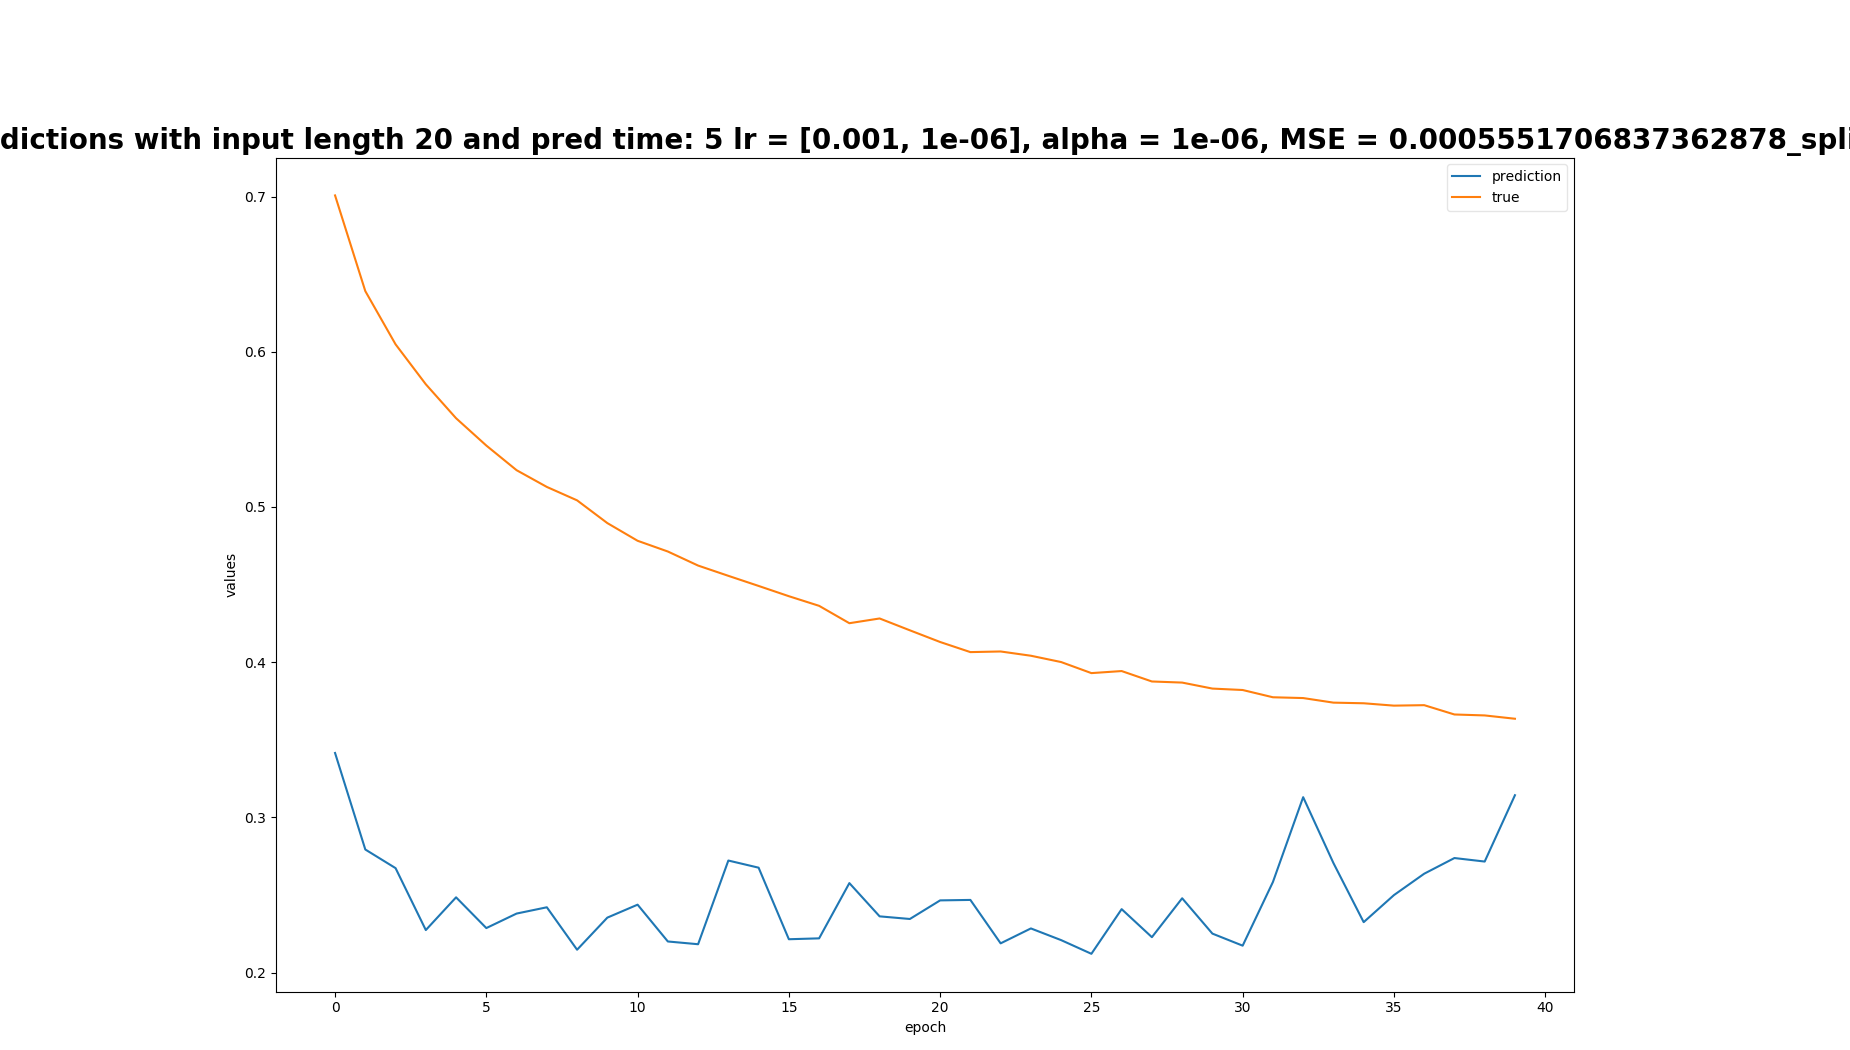 dictions with input length 20 and pred time: 5 lr = [0.001, 1e-06], alpha = 1e-06, MSE = 0.0005551706837362878_spli
prediction
true
0.7
0.6
0.5
0.4
0.3
0.2
values
0 5 10 15 20 25 30 35 40
epoch